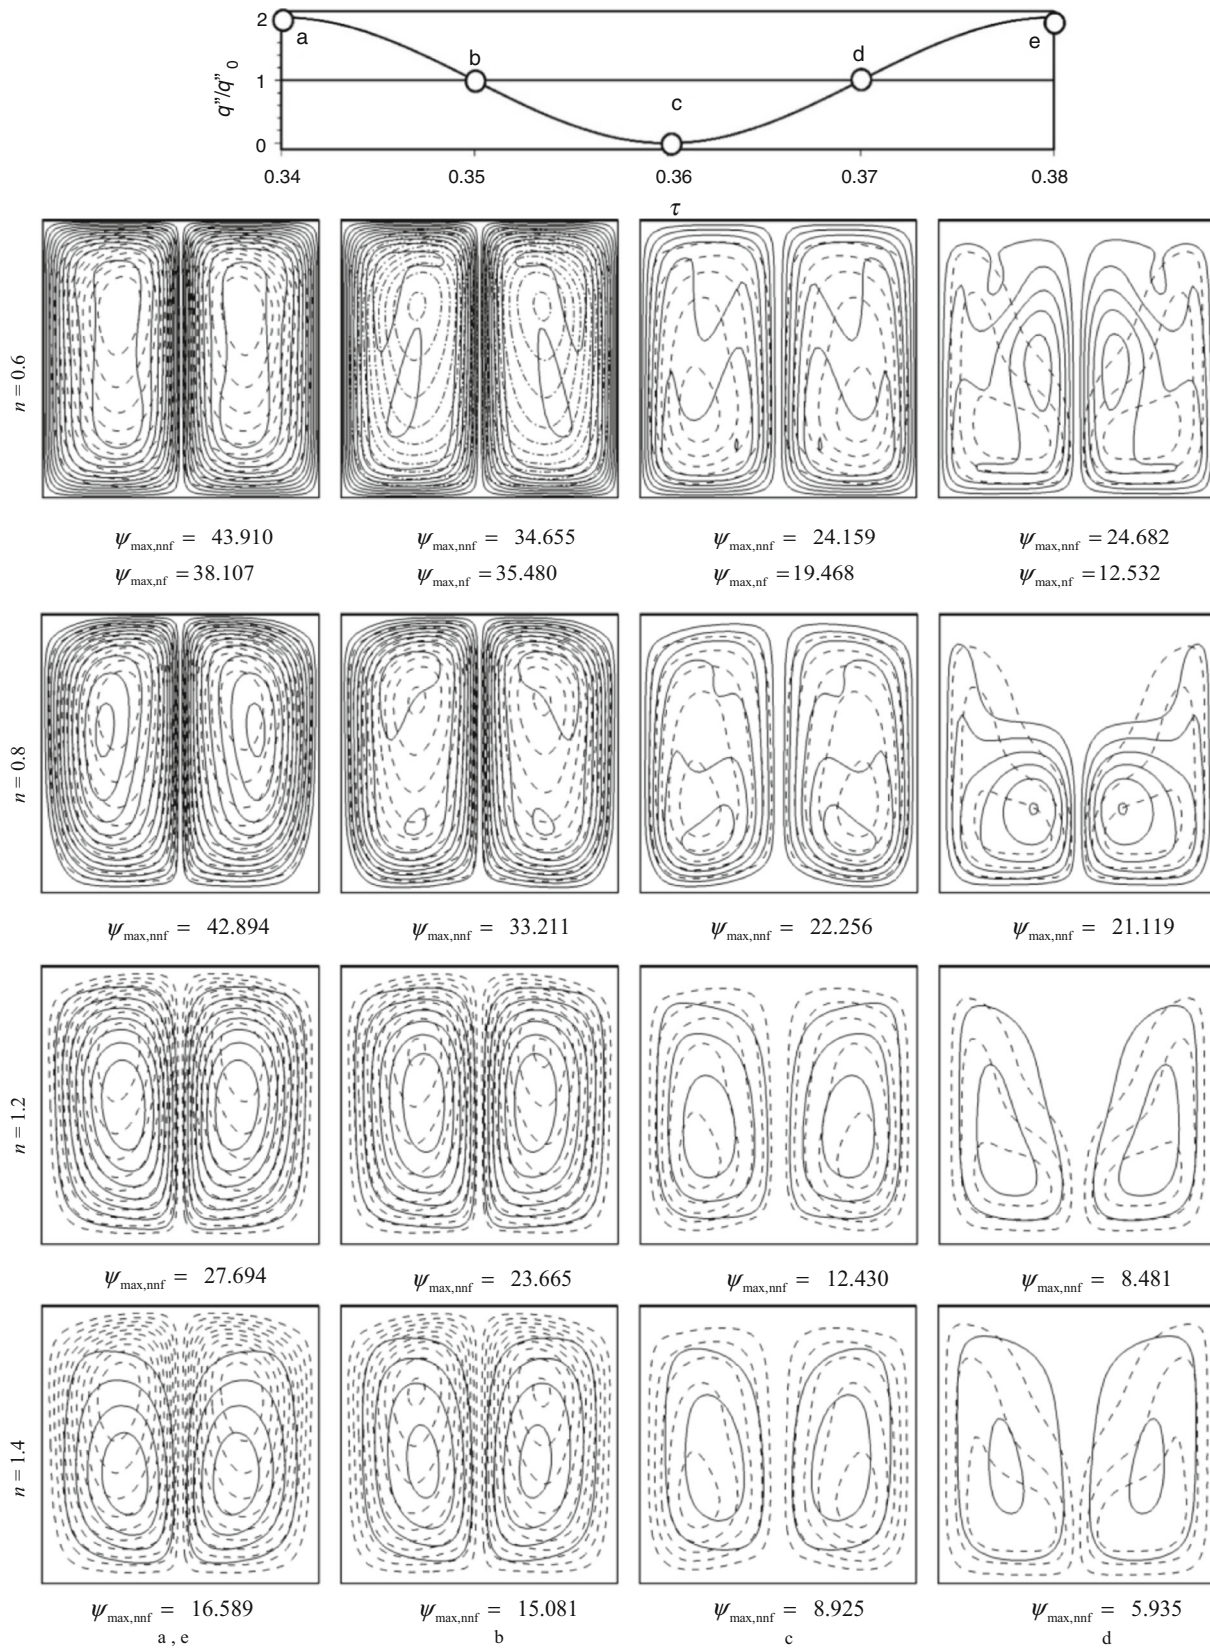 2
a
e
b
d
q"/q"0
1
c
0
0.34 0.35 0.36 0.37 0.38
τ
n = 0.6
ψmax,nnf = 43.910 ψmax,nnf = 34.655 ψmax,nnf = 24.159 ψmax,nnf = 24.682
ψmax,nf = 38.107 ψmax,nf = 35.480 ψmax,nf = 19.468 ψmax,nf = 12.532
n = 0.8
ψmax,nnf = 42.894 ψmax,nnf = 33.211 ψmax,nnf = 22.256 ψmax,nnf = 21.119
n = 1.2
ψmax,nnf = 27.694 ψmax,nnf = 23.665 ψmax,nnf = 12.430 ψmax,nnf = 8.481
n = 1.4
ψmax,nnf = 16.589 ψmax,nnf = 15.081 ψmax,nnf = 8.925 ψmax,nnf = 5.935
a , e b c d